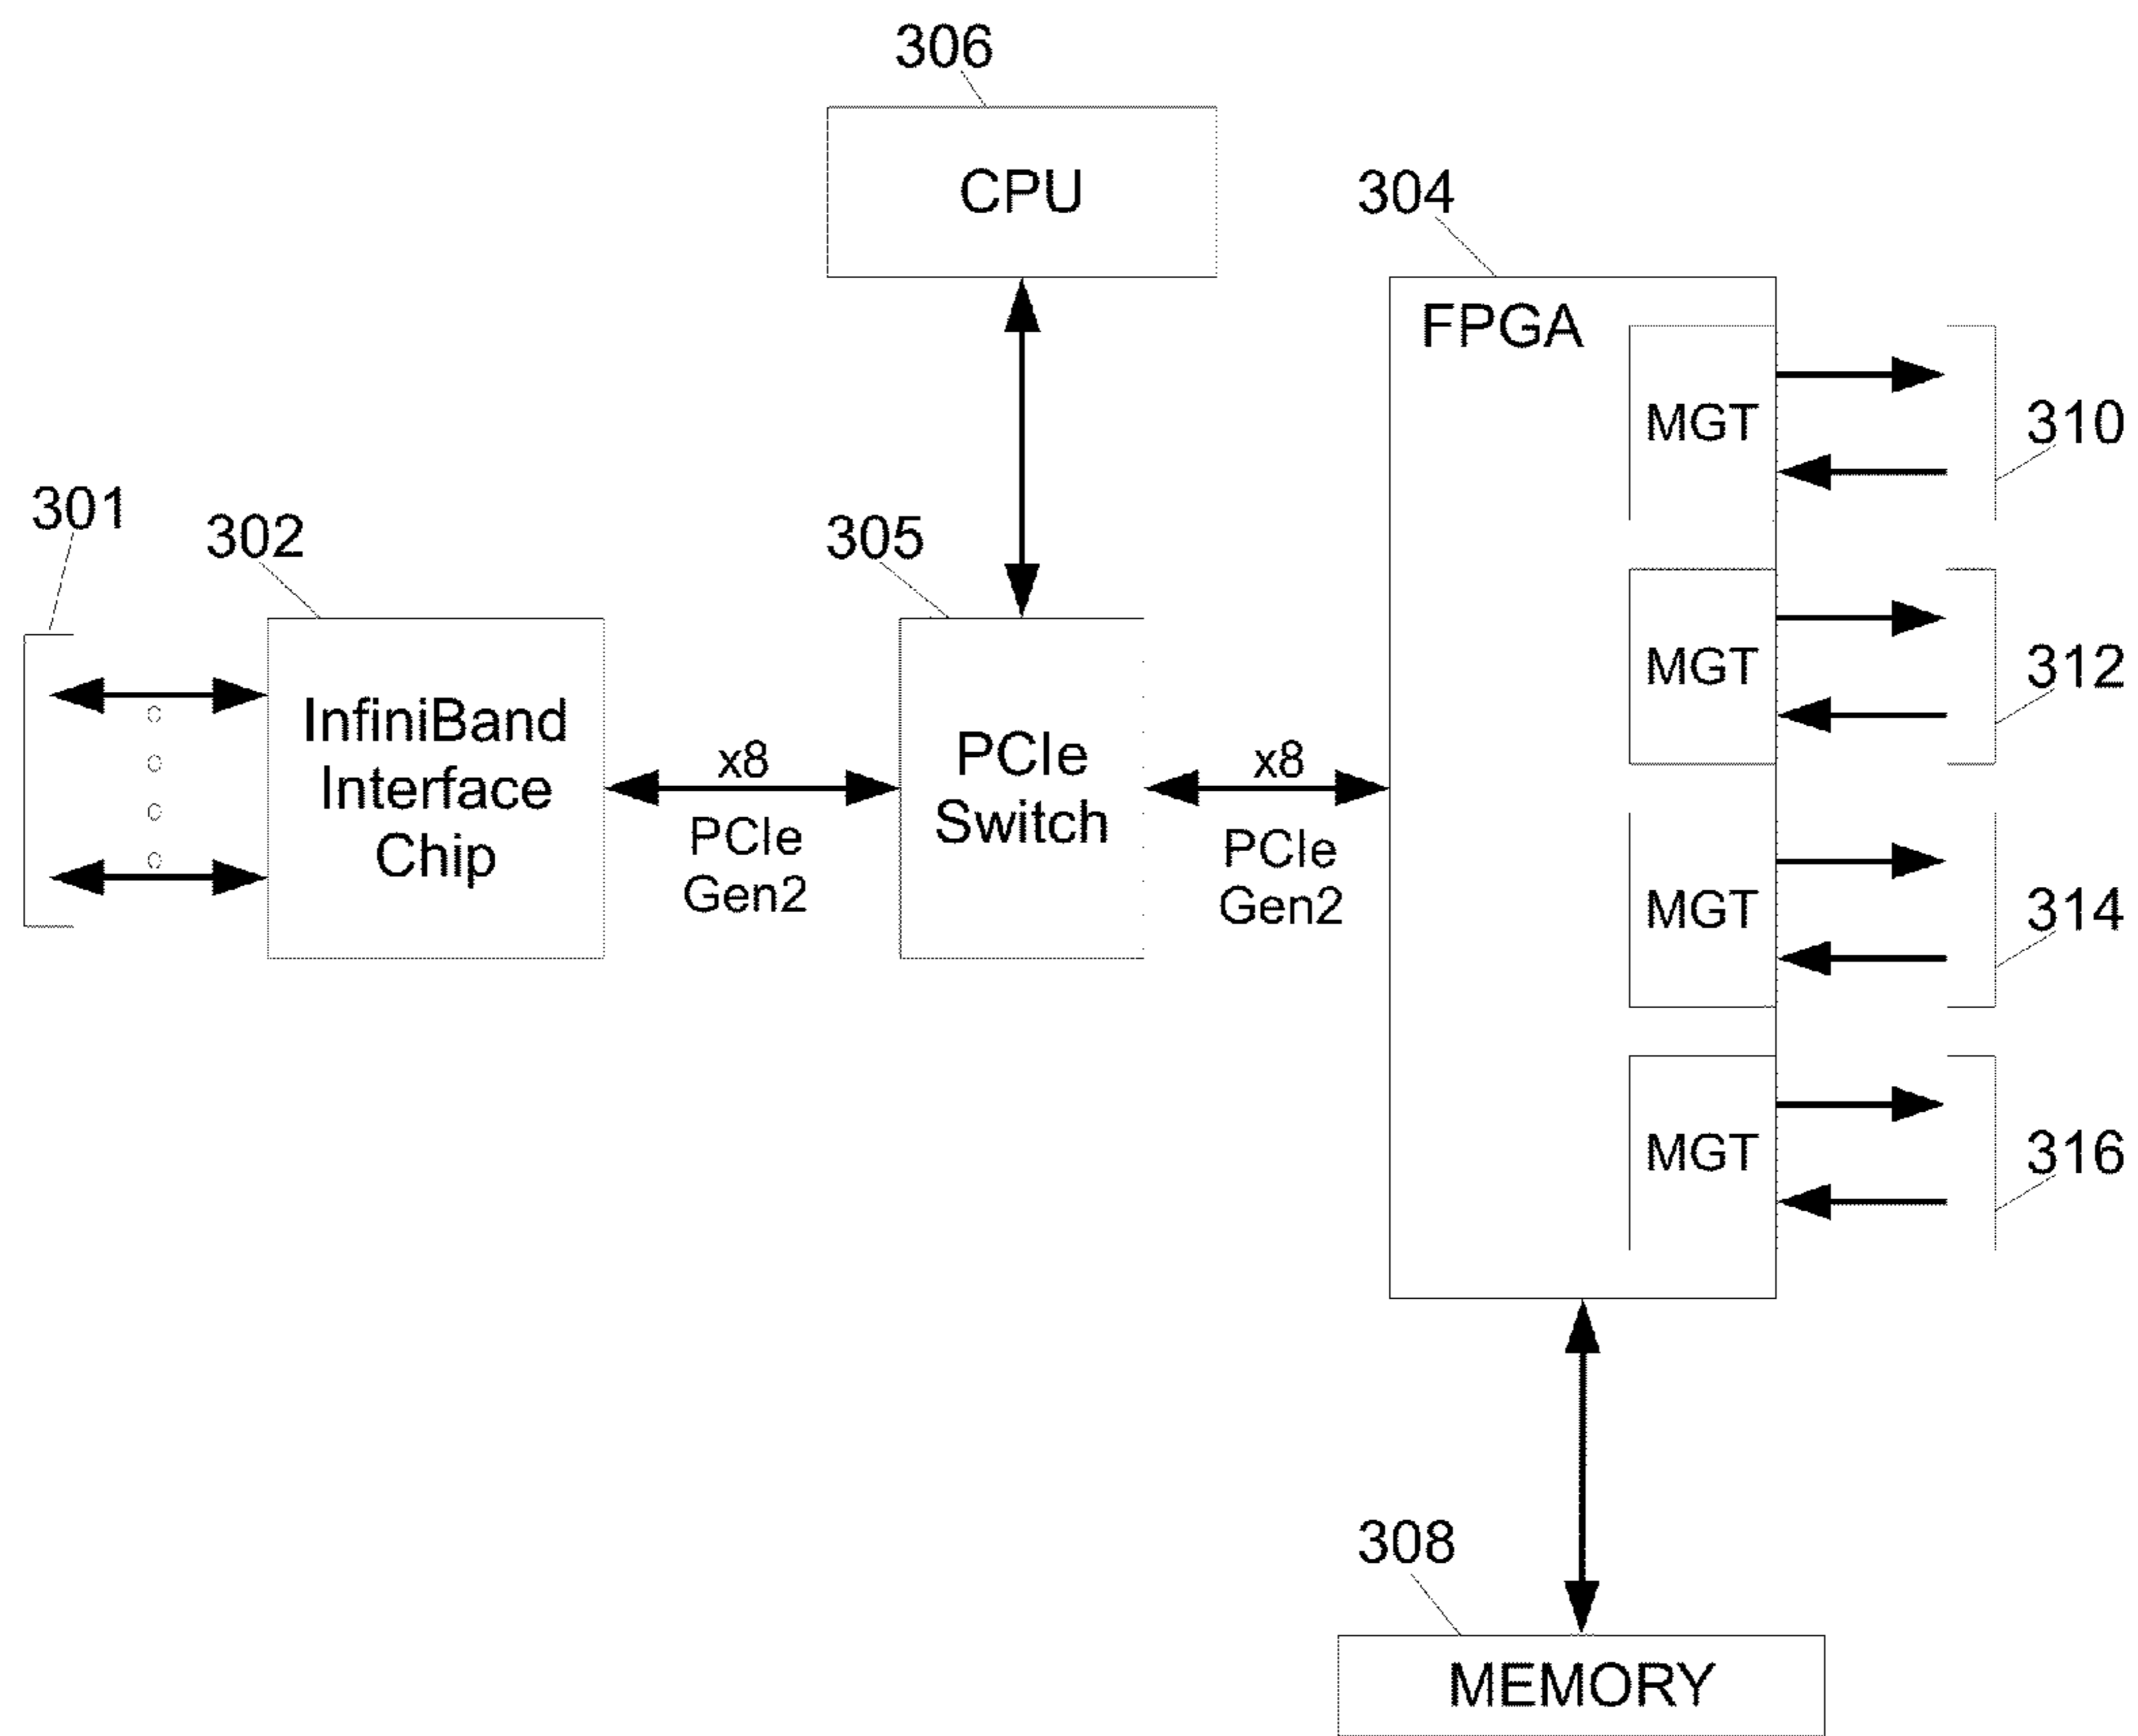 306
CPU
304
FPGA
MGT
310
301
302
305
MGT
312
InfiniBand
Interface
Chip
x8
PCIe
Gen2
PCIe
Switch
x8
PCIe
Gen2
MGT
314
MGT
316
308
MEMORY